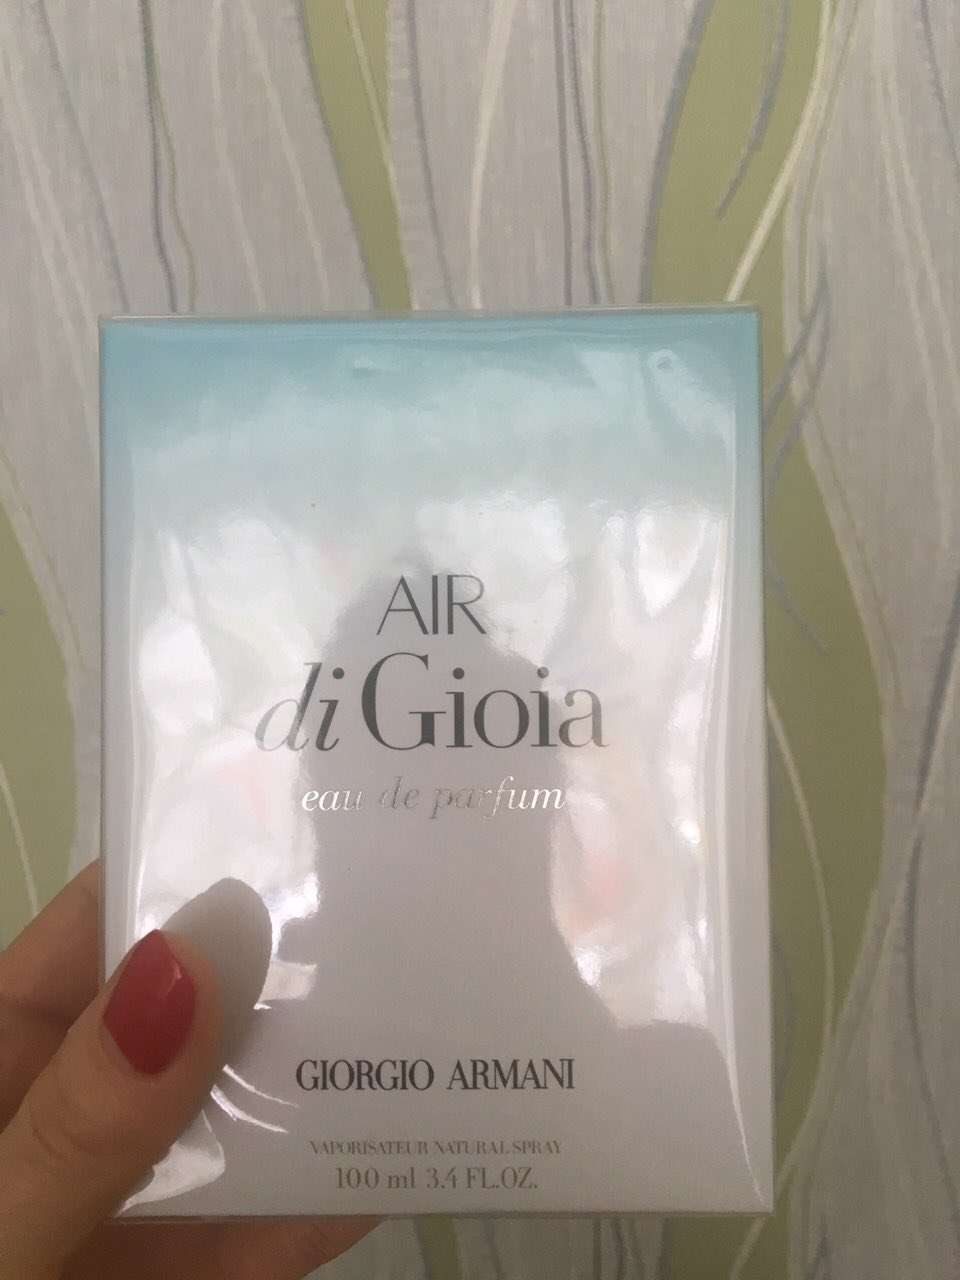 AIR
di Gioia
eau de parfum
GIORGIO ARMANI
VAPORISATEUR NATURAL SPRAY
100 ml 3.4 FL.OZ.